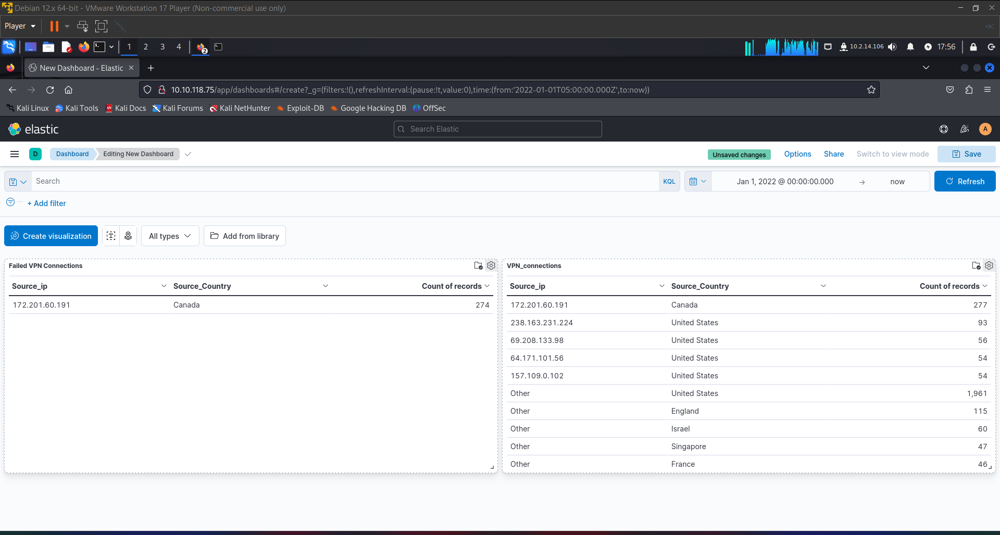 Debian 12.x 64-bit - VMware Workstation 17 Player (Non-commercial use only)
Player
1 2 3 4 2 10.2.14.106 17:56
New Dashboard - Elastic
10.10.118.75/app/dashboards#/create?_g=(filters:!(),refreshInterval:(pause:!t,value:0),time:(from:'2022-01-01T05:00:00.000Z',to:now))
Kali Linux Kali Tools Kali Docs Kali Forums Kali NetHunter Exploit-DB Google Hacking DB OffSec
elastic Search Elastic A
D Dashboard Editing New Dashboard Unsaved changes Options Share Switch to view mode Save
Search KQL Jan 1, 2022 @ 00:00:00.000 → now Refresh
+ Add filter
Create visualization All types Add from library
Failed VPN Connections
Source_ip Source_Country Count of records
172.201.60.191 Canada 274
VPN_connections
Source_ip Source_Country Count of records
172.201.60.191 Canada 277
238.163.231.224 United States 93
69.208.133.98 United States 56
64.171.101.56 United States 54
157.109.0.102 United States 54
Other United States 1,961
Other England 115
Other Israel 60
Other Singapore 47
Other France 46